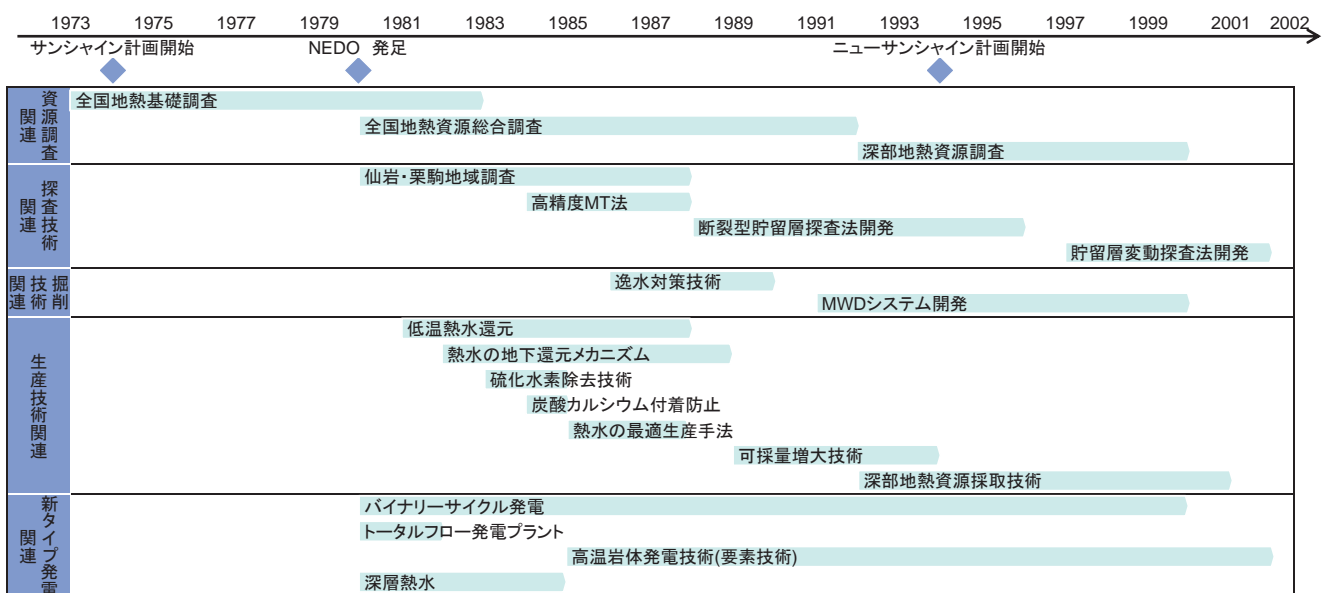 1973 1975 1977 1979 1981 1983 1985 1987 1989 1991 1993 1995 1997 1999 2001 2002
サンシャイン計画開始 NEDO 発足 ニューサンシャイン計画開始
資源調査関連
全国地熱基礎調査
全国地熱資源総合調査
深部地熱資源調査
探査技術関連
仙岩・栗駒地域調査
高精度MT法
断裂型貯留層探査法開発
貯留層変動探査法開発
掘削技術関連
逸水対策技術
MWDシステム開発
生産技術関連
低温熱水還元
熱水の地下還元メカニズム
硫化水素除去技術
炭酸カルシウム付着防止
熱水の最適生産手法
可採量増大技術
深部地熱資源採取技術
新タイプ発電関連
バイナリーサイクル発電
トータルフロー発電プラント
高温岩体発電技術(要素技術)
深層熱水